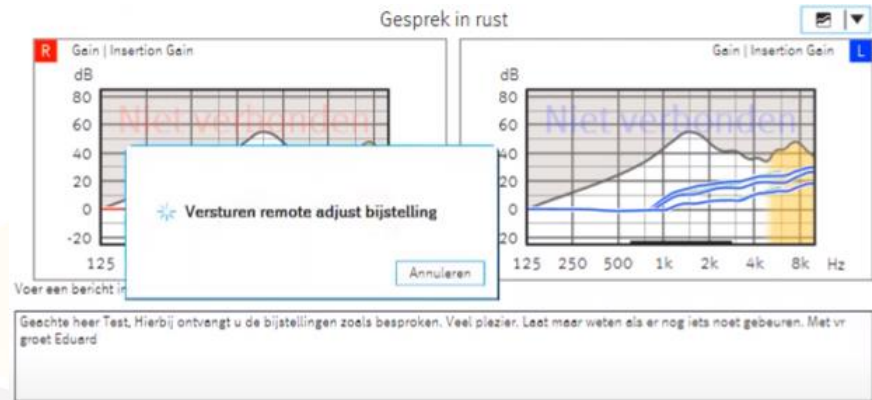 Gesprek in rust
R Gain | Insertion Gain
Gain | Insertion Gain L
dB
80
60
40
20
0
-20
125
Niet verbonden
dB
80
60
40
20
0
20
125 250 500 1k 2k 4k 8k Hz
Niet verbonden
Versturen remote adjust bijstelling
Annuleren
Voer een bericht in
Geachte heer Test, Hierbij ontvangt u de bijstellingen zoals besproken. Veel plezier. Laat maar weten als er nog iets noet gebeuren. Met vr
groet Eduard